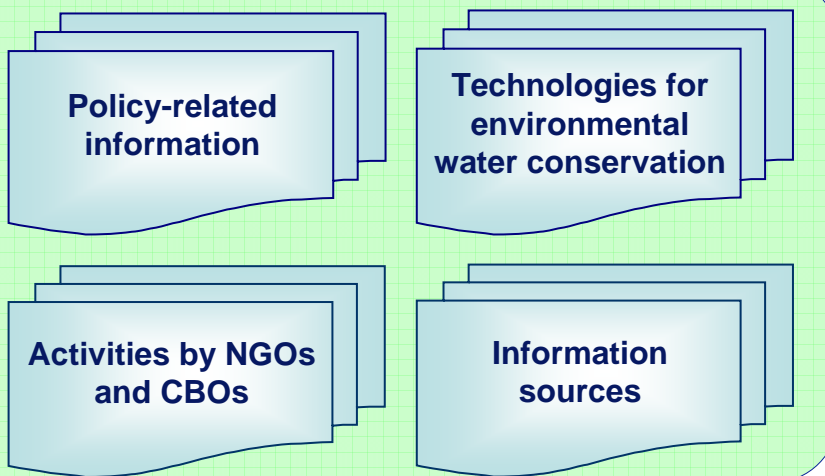 Policy-related
information
Technologies for
environmental
water conservation
Activities by NGOs
and CBOs
Information
sources